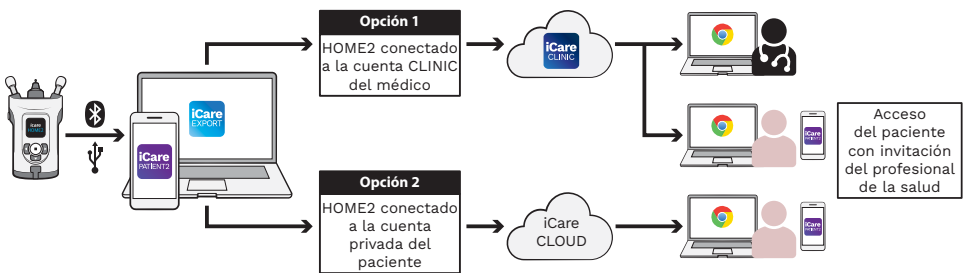 iCare
HOME2
iCare
PATIENT2
iCare
EXPORT
Opción 1
HOME2 conectado
a la cuenta CLINIC
del médico
iCare
CLINIC
iCare
PATIENT2
Acceso
del paciente
con invitación
del profesional
de la salud
Opción 2
HOME2 conectado
a la cuenta
privada del
paciente
iCare
CLOUD
iCare
PATIENT2